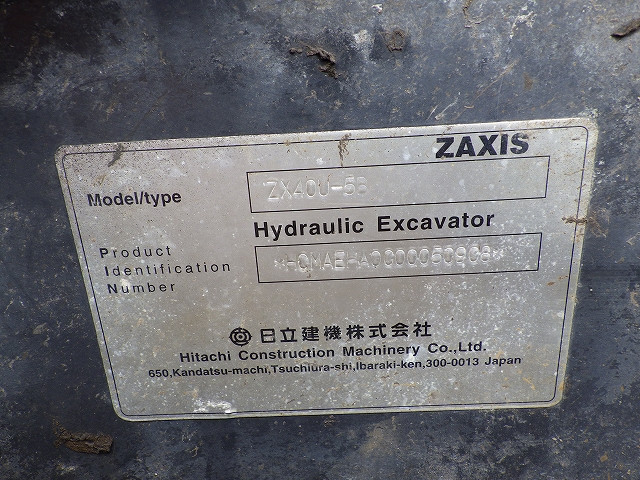 ZAXIS
Model/type ZX40U-5B
Hydraulic Excavator
Product
Identification
Number
日立建機株式会社
Hitachi Construction Machinery Co.,Ltd.
650,Kandatsu-machi,Tsuchiura-shi,Ibaraki-ken,300-0013 Japan